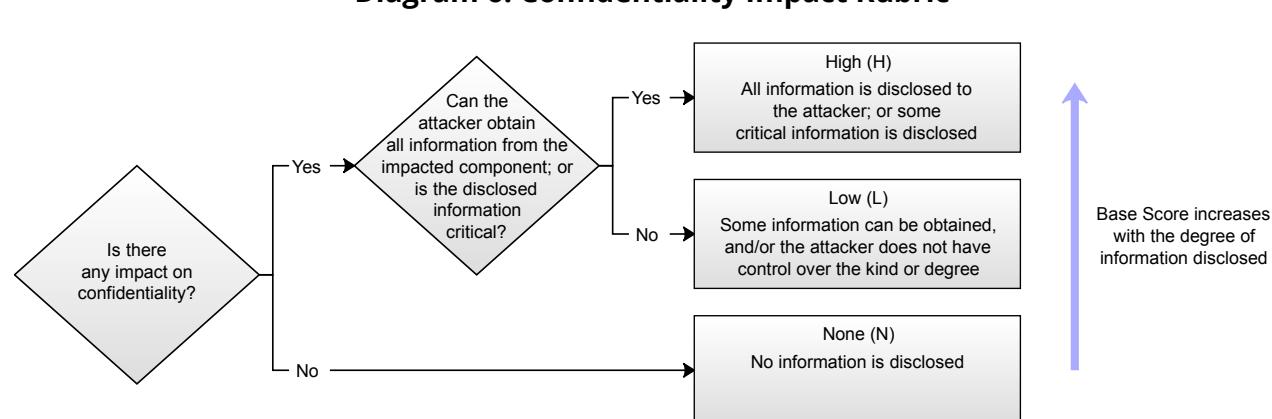 Diagram 6: Confidentiality Impact Rubric
Is there
any impact on
confidentiality?
Yes
No
Can the
attacker obtain
all information from the
impacted component; or
is the disclosed
information
critical?
Yes
No
High (H)
All information is disclosed to
the attacker; or some
critical information is disclosed
Low (L)
Some information can be obtained,
and/or the attacker does not have
control over the kind or degree
None (N)
No information is disclosed
Base Score increases
with the degree of
information disclosed